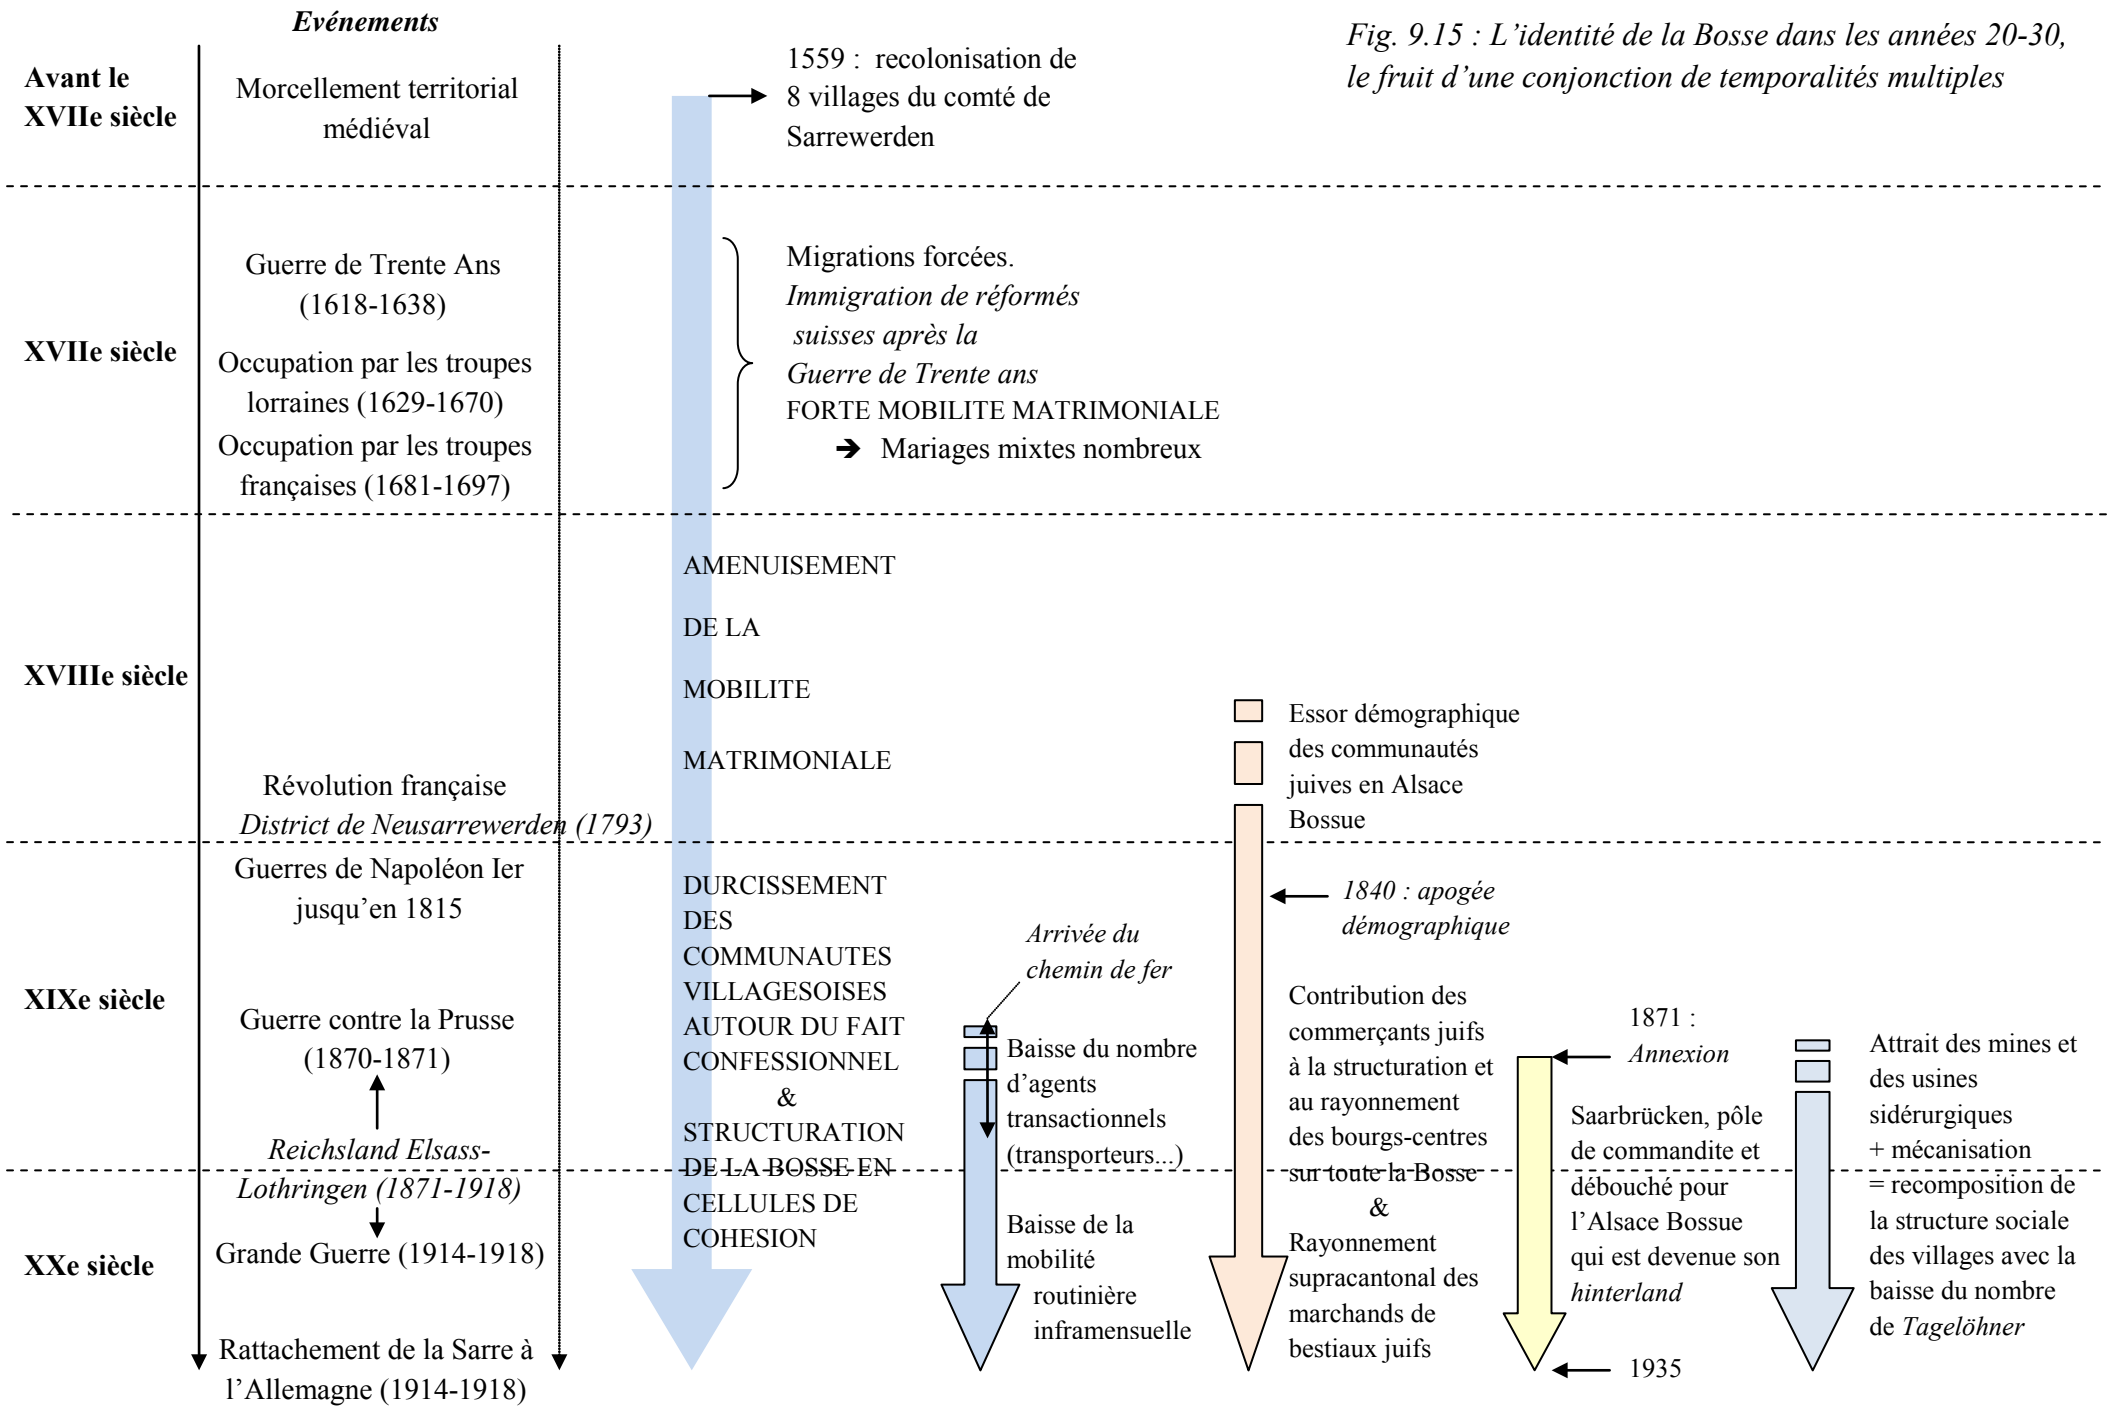 Evénements
Fig. 9.15 : L’identité de la Bosse dans les années 20-30,
le fruit d’une conjonction de temporalités multiples
Avant le
XVIIe siècle
Morcellement territorial
médiéval
1559 : recolonisation de
8 villages du comté de
Sarrewerden
XVIIe siècle
Guerre de Trente Ans
(1618-1638)
Occupation par les troupes
lorraines (1629-1670)
Occupation par les troupes
françaises (1681-1697)
Migrations forcées.
Immigration de réformés
suisses après la
Guerre de Trente ans
FORTE MOBILITE MATRIMONIALE
➔ Mariages mixtes nombreux
XVIIIe siècle
Révolution française
District de Neusarrewerden (1793)
AMENUISEMENT
DE LA
MOBILITE
MATRIMONIALE
Essor démographique
des communautés
juives en Alsace
Bossue
XIXe siècle
Guerres de Napoléon Ier
jusqu’en 1815
Guerre contre la Prusse
(1870-1871)
Reichsland Elsass-
Lothringen (1871-1918)
DURCISSEMENT
DES
COMMUNAUTES
VILLAGESOISES
AUTOUR DU FAIT
CONFESSIONNEL
&
STRUCTURATION
DE LA BOSSE EN
CELLULES DE
COHESION
Arrivée du
chemin de fer
Baisse du nombre
d’agents
transactionnels
(transporteurs...)
Baisse de la
mobilité
routinière
inframensuelle
1840 : apogée
démographique
Contribution des
commerçants juifs
à la structuration et
au rayonnement
des bourgs-centres
sur toute la Bosse
&
Rayonnement
supracantonal des
marchands de
bestiaux juifs
1871 :
Annexion
Saarbrücken, pôle
de commandite et
débouché pour
l’Alsace Bossue
qui est devenue son
hinterland
1935
Attrait des mines et
des usines
sidérurgiques
+ mécanisation
= recomposition de
la structure sociale
des villages avec la
baisse du nombre
de Tagelöhner
XXe siècle
Grande Guerre (1914-1918)
Rattachement de la Sarre à
l’Allemagne (1914-1918)